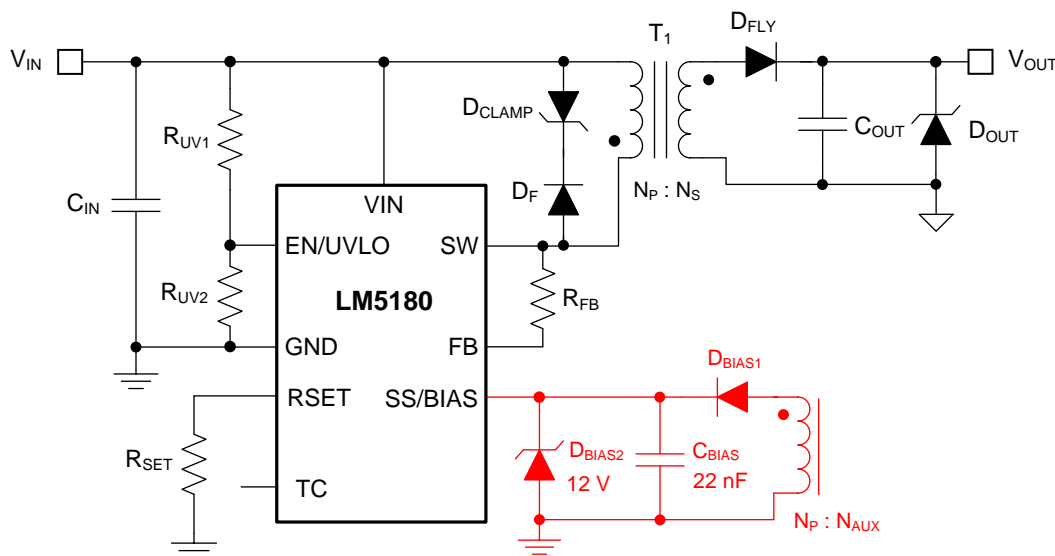 D_FLY
T_1
V_IN
V_OUT
D_CLAMP
R_UV1
C_OUT
D_OUT
C_IN
D_F
N_P : N_S
VIN
EN/UVLO
SW
R_UV2
LM5180
R_FB
GND
FB
D_BIAS1
RSET
SS/BIAS
R_SET
D_BIAS2
12 V
C_BIAS
22 nF
TC
N_P : N_AUX